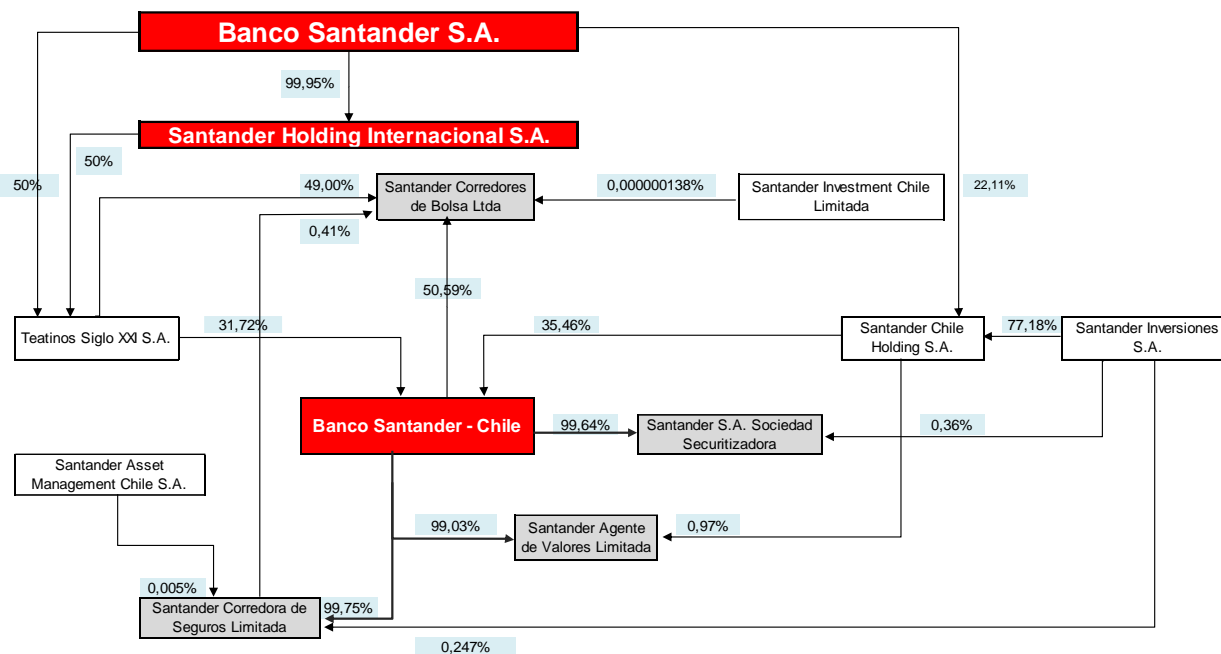 Banco Santander S.A.
99,95%
Santander Holding Internacional S.A.
50%
50%
49,00%
Santander Corredores
de Bolsa Ltda
0,000000138%
Santander Investment Chile
Limitada
22,11%
0,41%
50,59%
Teatinos Siglo XXI S.A.
31,72%
35,46%
Santander Chile
Holding S.A.
77,18%
Santander Inversiones
S.A.
Banco Santander - Chile
99,64%
Santander S.A. Sociedad
Securitizadora
0,36%
Santander Asset
Management Chile S.A.
99,03%
Santander Agente
de Valores Limitada
0,97%
0,005%
Santander Corredora de
Seguros Limitada
99,75%
0,247%